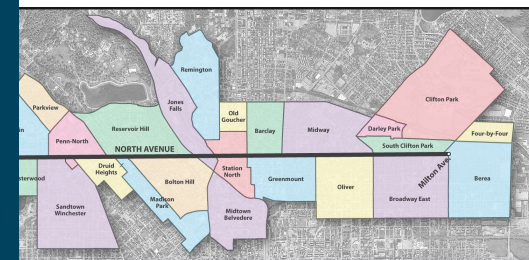 Remington
Clifton Park
Jones
Falls
Parkview
Old
Goucher
Reservoir Hill
Barclay
Midway
Darley Park
Four-by-Four
in
Penn-North
South Clifton Park
NORTH AVENUE
Milton Ave.
sterwood
Druid
Heights
Station
North
Bolton Hill
Greenmount
Oliver
Berea
Madison
Park
Broadway East
Sandtown
Winchester
Midtown
Belvedere